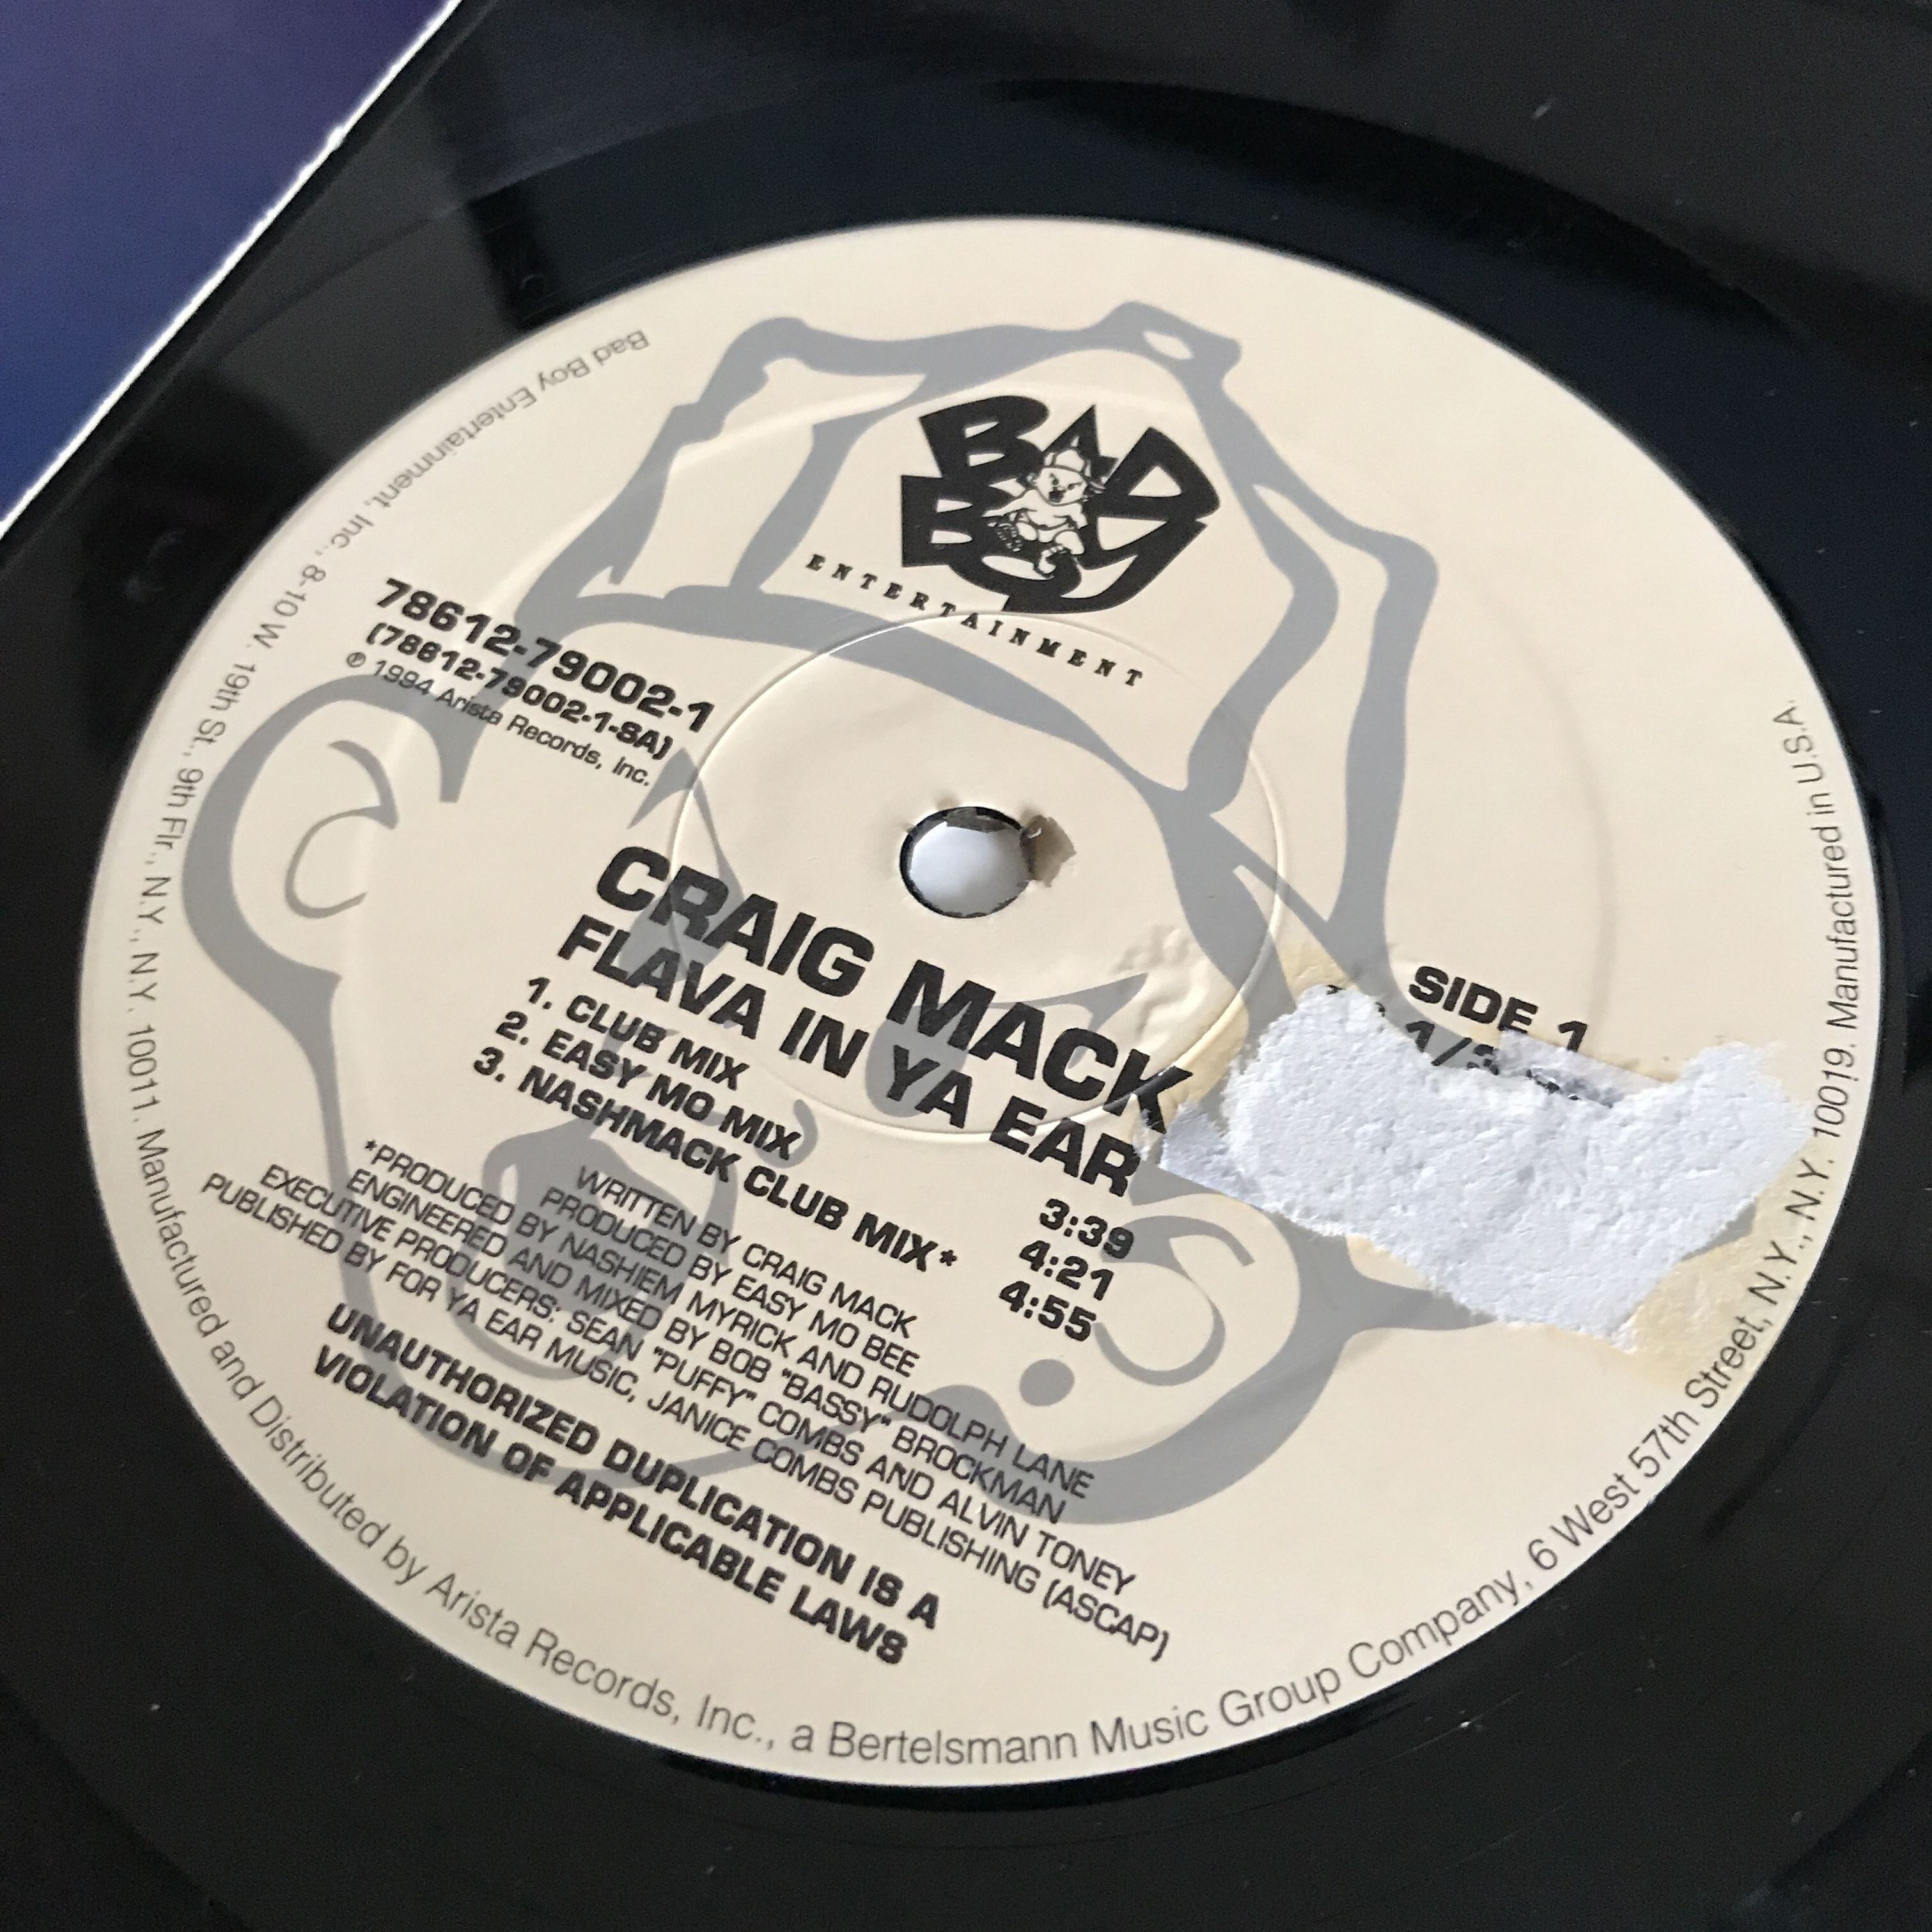 BAD
BOY
ENTERTAINMENT
78612-79002-1
(78612-79002-1-SA)
℗ 1994 Arista Records, Inc.
SIDE 1
1/3
CRAIG MACK
FLAVA IN YA EAR
1. CLUB MIX 3:39
2. EASY MO MIX 4:21
3. NASHMACK CLUB MIX* 4:55
WRITTEN BY CRAIG MACK
PRODUCED BY EASY MO BEE
*PRODUCED BY NASHIEM MYRICK AND RUDOLPH LANE
ENGINEERED AND MIXED BY BOB "BASSY" BROCKMAN
EXECUTIVE PRODUCERS: SEAN "PUFFY" COMBS AND ALVIN TONEY
PUBLISHED BY FOR YA EAR MUSIC, JANICE COMBS PUBLISHING (ASCAP)
UNAUTHORIZED DUPLICATION IS A
VIOLATION OF APPLICABLE LAWS
Bad Boy Entertainment, Inc., 8-10 W. 19th St., 9th Flr., N.Y., N.Y. 10011. Manufactured and Distributed by Arista Records, Inc., a Bertelsmann Music Group Company, 6 West 57th Street, N.Y., N.Y. 10019. Manufactured in U.S.A.